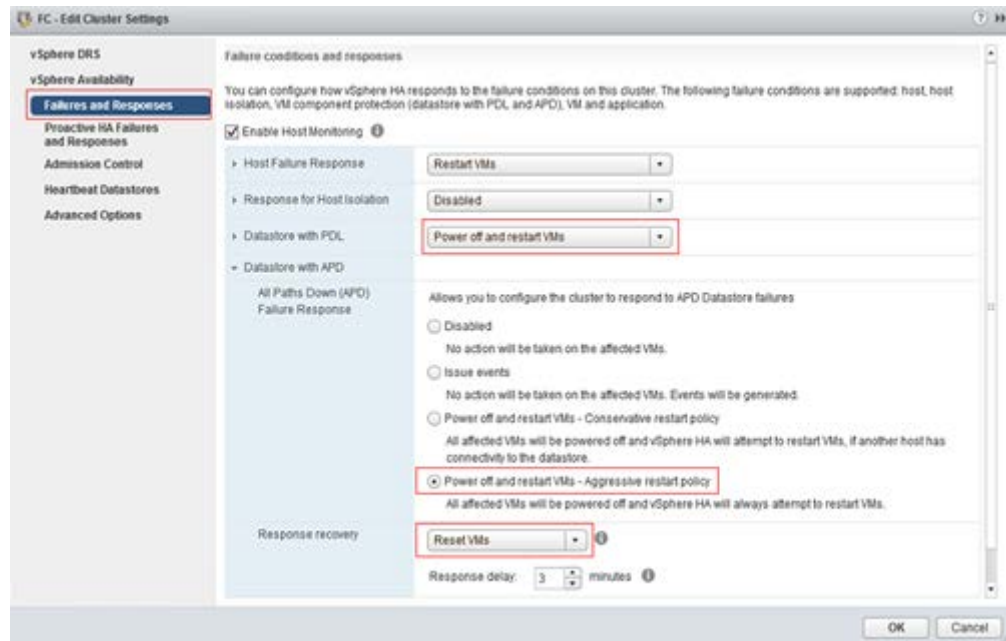 FC - Edit Cluster Settings
vSphere DRS
vSphere Availability
Failures and Responses
Proactive HA Failures
and Responses
Admission Control
Heartbeat Datastores
Advanced Options
Failure conditions and responses
You can configure how vSphere HA responds to the failure conditions on this cluster. The following failure conditions are supported: host, host
isolation, VM component protection (datastore with PDL and APD), VM and application.
Enable Host Monitoring
Host Failure Response
Restart VMs
Response for Host Isolation
Disabled
Datastore with PDL
Power off and restart VMs
Datastore with APD
All Paths Down (APD)
Failure Response
Allows you to configure the cluster to respond to APD Datastore failures
Disabled
No action will be taken on the affected VMs.
Issue events
No action will be taken on the affected VMs. Events will be generated.
Power off and restart VMs - Conservative restart policy
All affected VMs will be powered off and vSphere HA will attempt to restart VMs, if another host has
connectivity to the datastore.
Power off and restart VMs - Aggressive restart policy
All affected VMs will be powered off and vSphere HA will always attempt to restart VMs.
Response recovery
Reset VMs
Response delay: 3 minutes
OK
Cancel